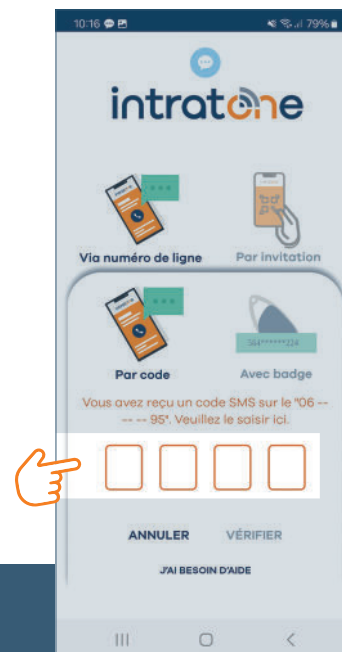 10:16 79%
intratone
Via numéro de ligne Par invitation
564******224
Par code Avec badge
Vous avez reçu un code SMS sur le "06 --
-- -- 95". Veuillez le saisir ici.
ANNULER VÉRIFIER
J'AI BESOIN D'AIDE